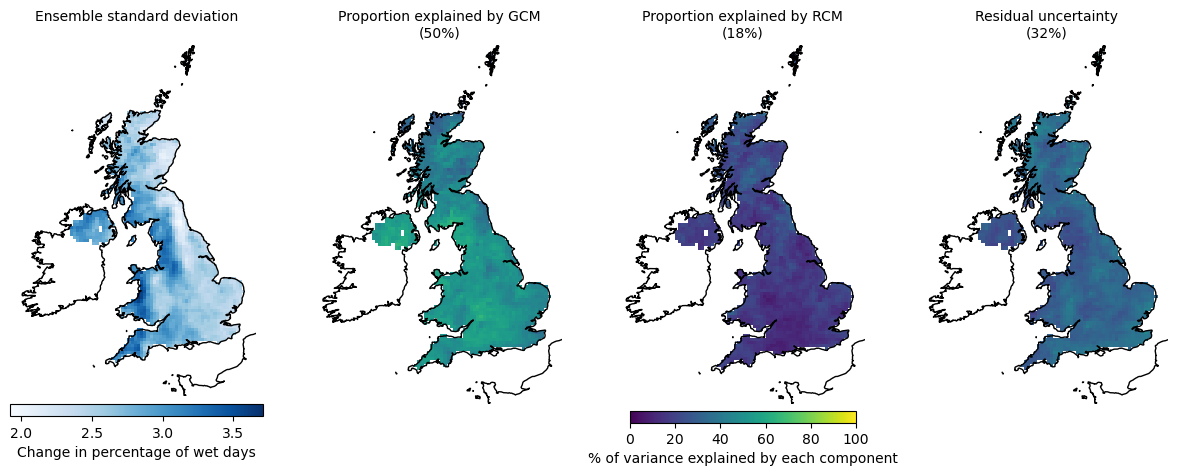 Ensemble standard deviation
Proportion explained by GCM
(50%)
Proportion explained by RCM
(18%)
Residual uncertainty
(32%)
2.0 2.5 3.0 3.5
Change in percentage of wet days
0 20 40 60 80 100
% of variance explained by each component